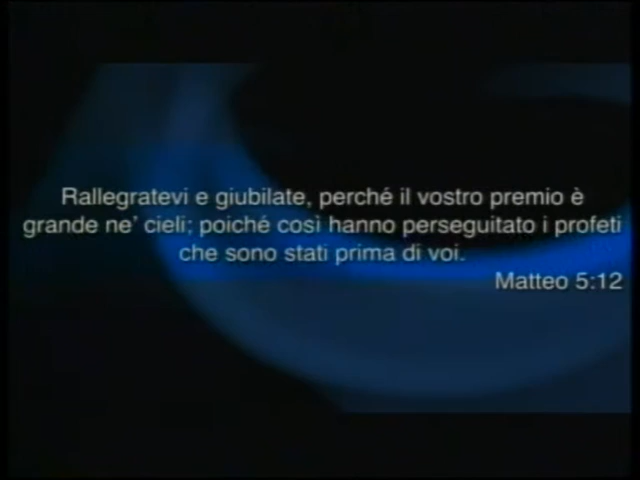 Rallegratevi e giubilate, perché il vostro premio è
grande ne' cieli; poiché così hanno perseguitato i profeti
che sono stati prima di voi.
Matteo 5:12